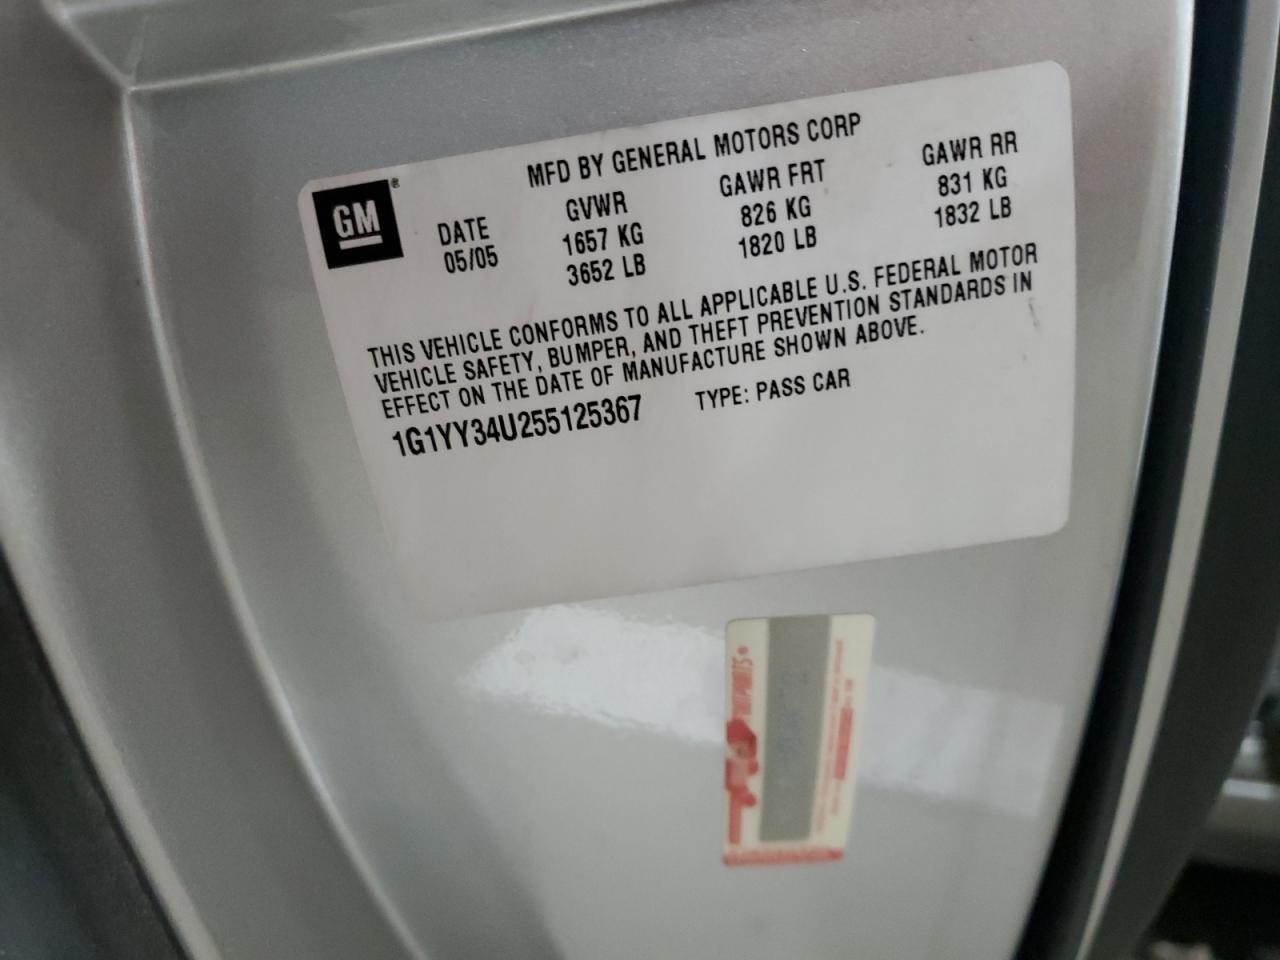 MFD BY GENERAL MOTORS CORP
GM®
DATE GVWR GAWR FRT GAWR RR
05/05 1657 KG 826 KG 831 KG
3652 LB 1820 LB 1832 LB
THIS VEHICLE CONFORMS TO ALL APPLICABLE U.S. FEDERAL MOTOR
VEHICLE SAFETY, BUMPER, AND THEFT PREVENTION STANDARDS IN
EFFECT ON THE DATE OF MANUFACTURE SHOWN ABOVE.
1G1YY34U255125367 TYPE: PASS CAR